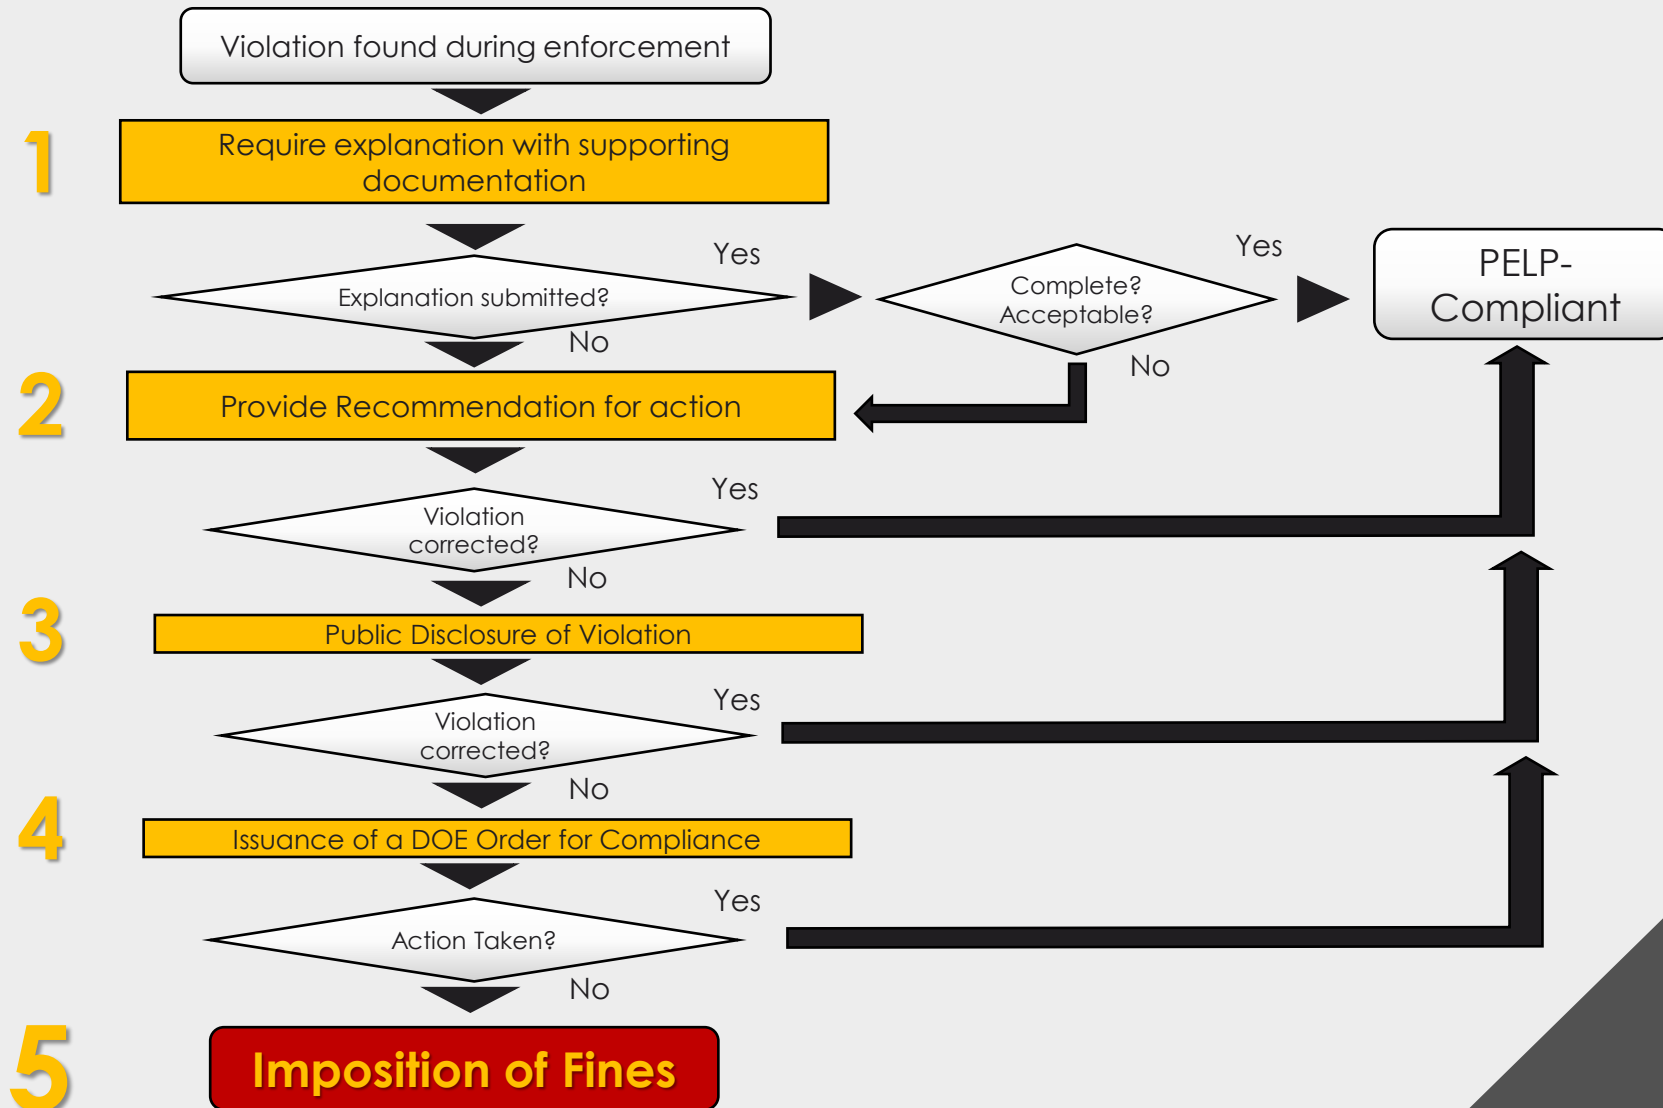 Violation found during enforcement
1
Require explanation with supporting
documentation
Explanation submitted?
Yes
No
Complete?
Acceptable?
Yes
No
PELP-
Compliant
2
Provide Recommendation for action
Violation
corrected?
Yes
No
3
Public Disclosure of Violation
Violation
corrected?
Yes
No
4
Issuance of a DOE Order for Compliance
Action Taken?
Yes
No
5
Imposition of Fines